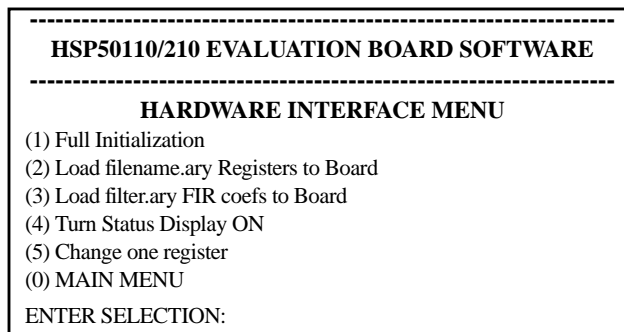 ------------------------------------------------------------------
HSP50110/210 EVALUATION BOARD SOFTWARE
------------------------------------------------------------------
HARDWARE INTERFACE MENU
(1) Full Initialization
(2) Load filename.ary Registers to Board
(3) Load filter.ary FIR coefs to Board
(4) Turn Status Display ON
(5) Change one register
(0) MAIN MENU
ENTER SELECTION: